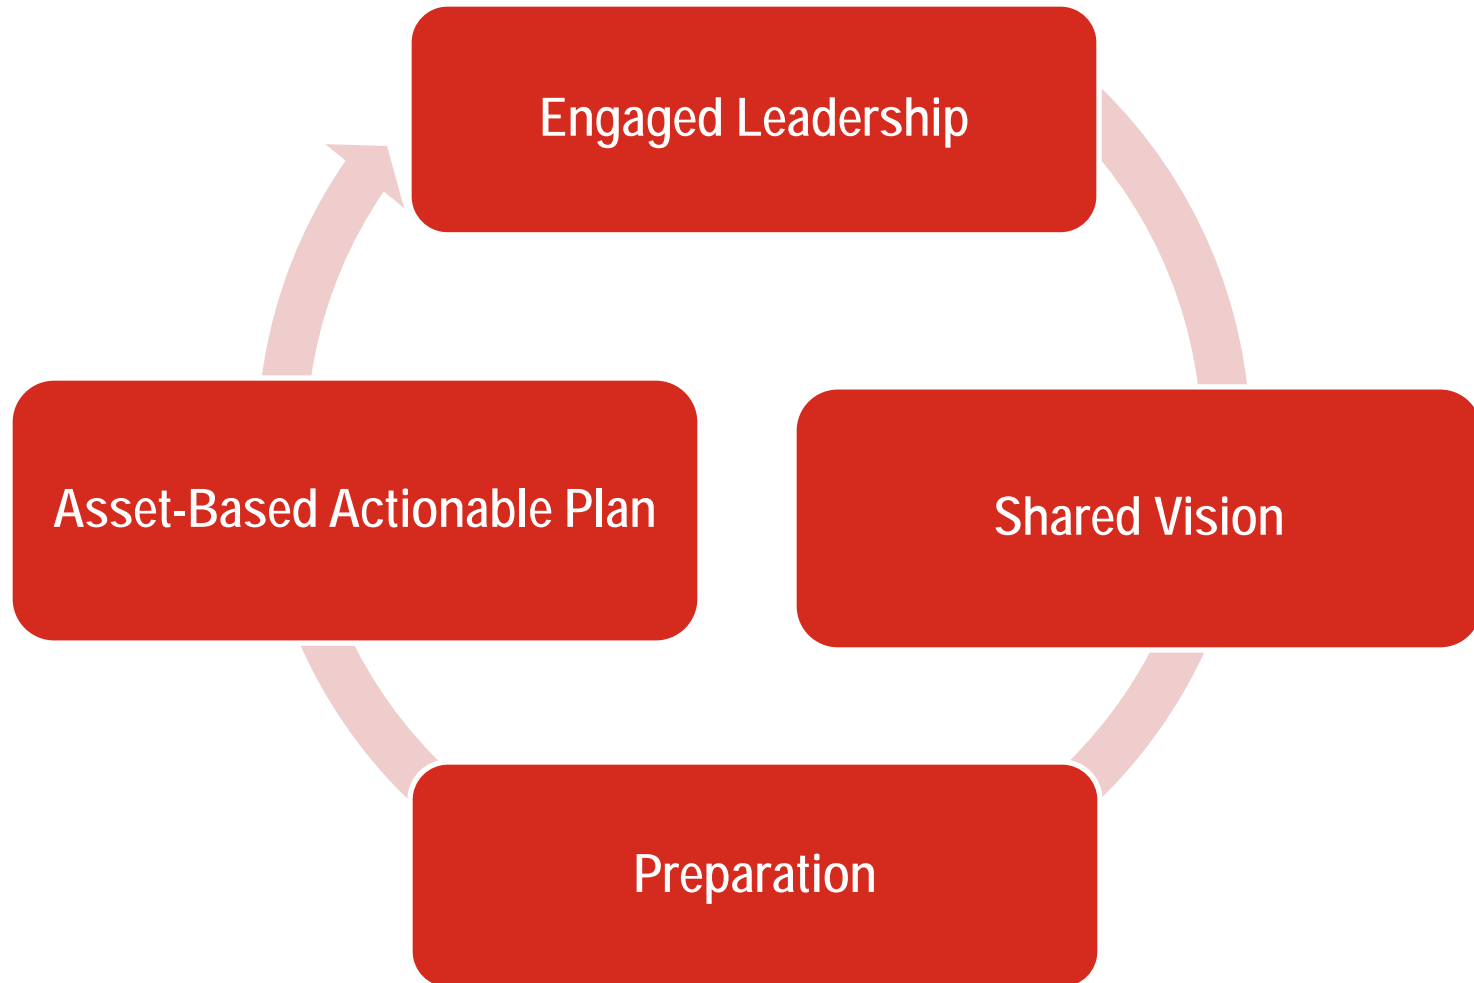 Engaged Leadership
Asset-Based Actionable Plan
Shared Vision
Preparation